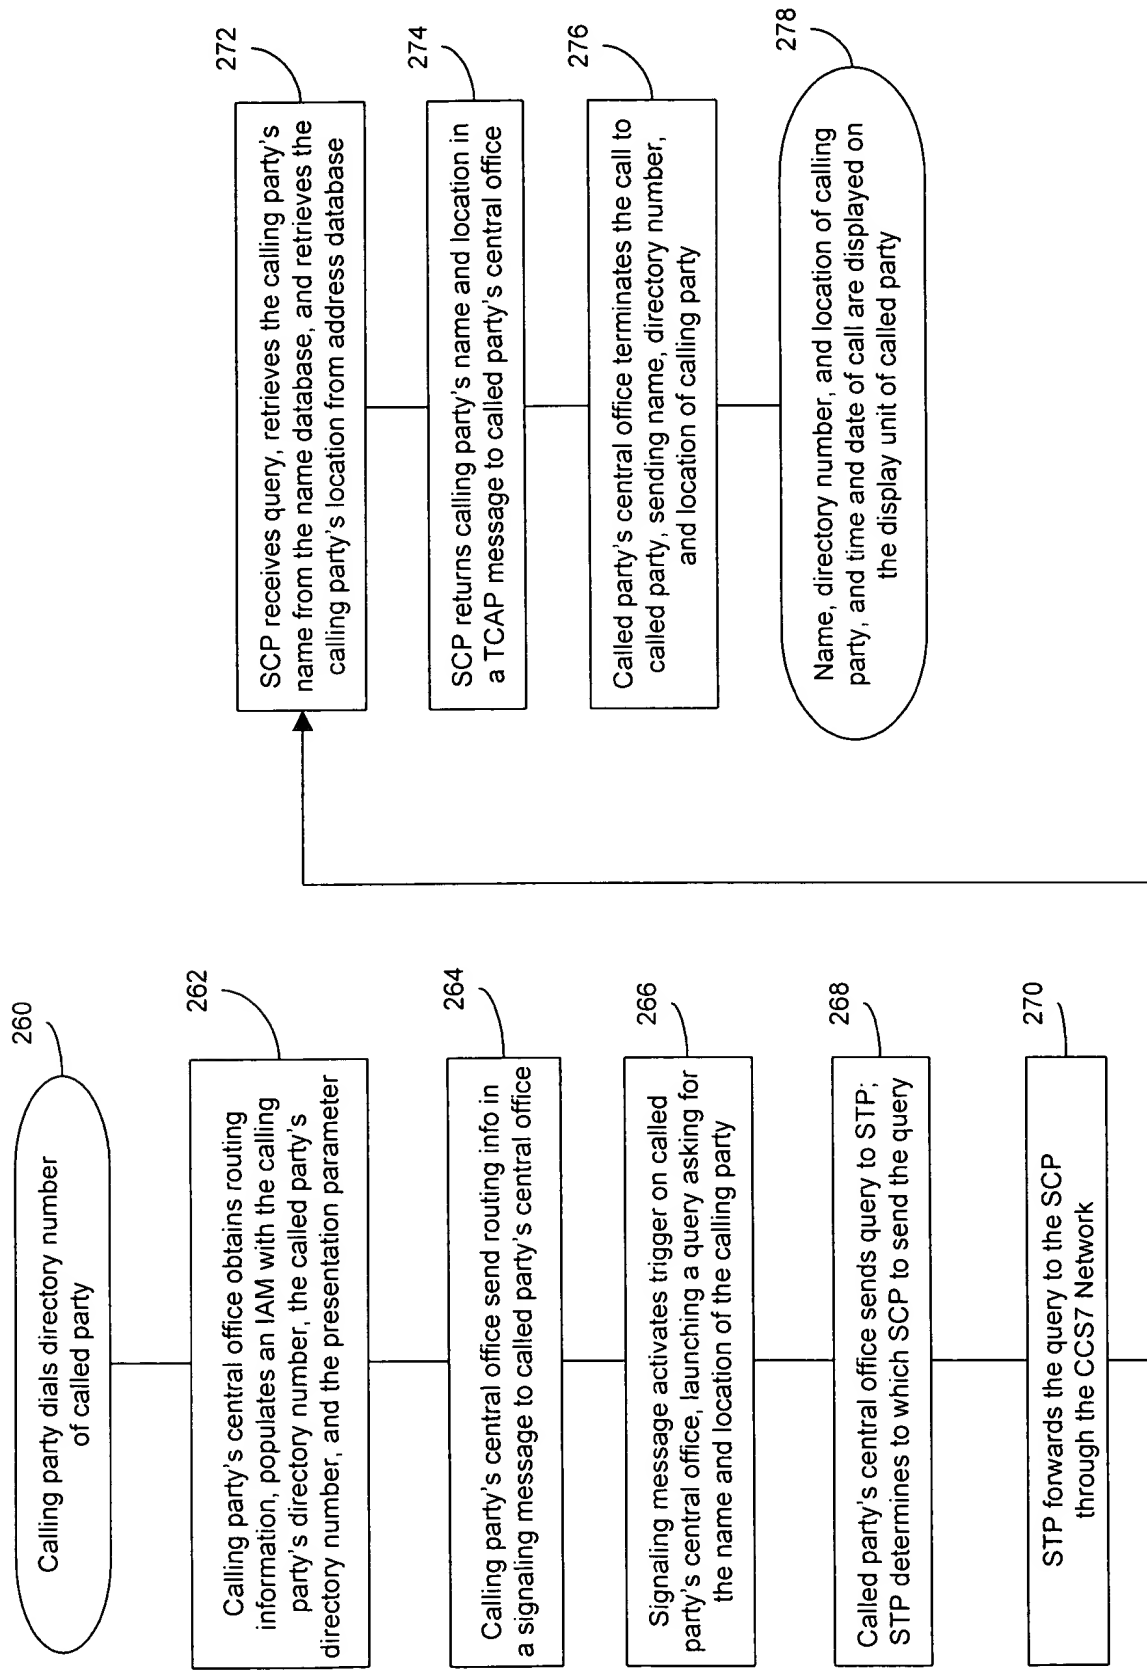 260
Calling party dials directory number
of called party
262
Calling party's central office obtains routing
information, populates an IAM with the calling
party's directory number, the called party's
directory number, and the presentation parameter
264
Calling party's central office send routing info in
a signaling message to called party's central office
266
Signaling message activates trigger on called
party's central office, launching a query asking for
the name and location of the calling party
268
Called party's central office sends query to STP;
STP determines to which SCP to send the query
270
STP forwards the query to the SCP
through the CCS7 Network
272
SCP receives query, retrieves the calling party's
name from the name database, and retrieves the
calling party's location from address database
274
SCP returns calling party's name and location in
a TCAP message to called party's central office
276
Called party's central office terminates the call to
called party, sending name, directory number,
and location of calling party
278
Name, directory number, and location of calling
party, and time and date of call are displayed on
the display unit of called party